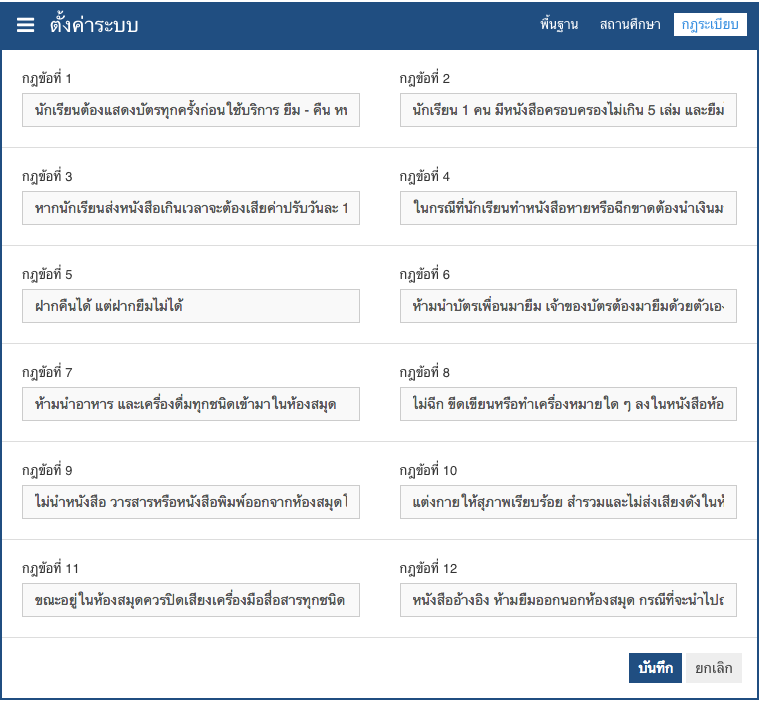 ตั้งค่าระบบ
พื้นฐาน สถานศึกษา กฎระเบียบ
กฎข้อที่ 1 กฎข้อที่ 2
นักเรียนต้องแสดงบัตรทุกครั้งก่อนใช้บริการ ยืม - คืน นักเรียน 1 คน มีหนังสือครอบครองไม่เกิน 5 เล่ม และยืม
กฎข้อที่ 3 กฎข้อที่ 4
หากนักเรียนส่งหนังสือเกินเวลาจะต้องเสียค่าปรับวันละ 1 ในกรณีที่นักเรียนทำหนังสือหายหรือฉีกขาดต้องนำเงินม
กฎข้อที่ 5 กฎข้อที่ 6
ฝากคืนได้ แต่ฝากยืมไม่ได้ ห้ามนำบัตรเพื่อนมายืม เจ้าของบัตรต้องมายืมด้วยตัวเอ
กฎข้อที่ 7 กฎข้อที่ 8
ห้ามนำอาหาร และเครื่องดื่มทุกชนิดเข้ามาในห้องสมุด ไม่ฉีก ขีดเขียนหรือทำเครื่องหมายใด ๆ ลงในหนังสือห้อ
กฎข้อที่ 9 กฎข้อที่ 10
ไม่นำหนังสือ วารสารหรือหนังสือพิมพ์ออกจากห้องสมุด แต่งกายให้สุภาพเรียบร้อย สำรวมและไม่ส่งเสียงดังใน
กฎข้อที่ 11 กฎข้อที่ 12
ขณะอยู่ในห้องสมุดควรปิดเสียงเครื่องมือสื่อสารทุกชนิด หนังสืออ้างอิง ห้ามยืมออกนอกห้องสมุด กรณีที่จะนำไป
บันทึก ยกเลิก